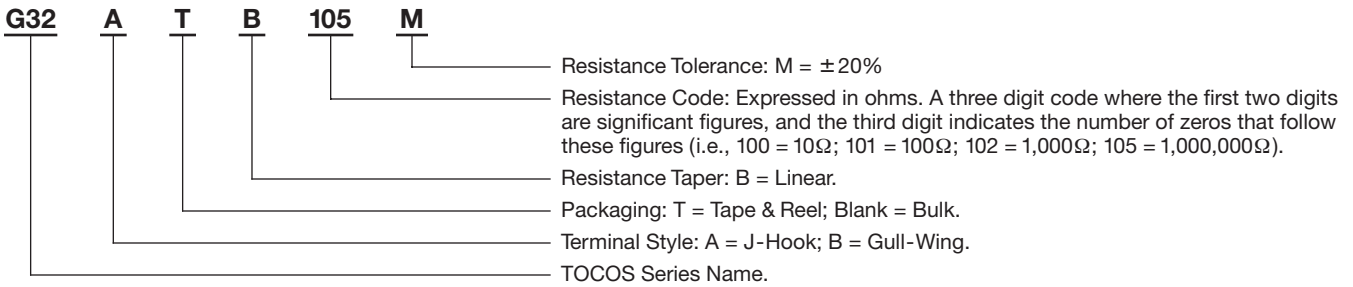 G32 A T B 105 M
Resistance Tolerance: M = ±20%
Resistance Code: Expressed in ohms. A three digit code where the first two digits
are significant figures, and the third digit indicates the number of zeros that follow
these figures (i.e., 100 = 10Ω; 101 = 100Ω; 102 = 1,000Ω; 105 = 1,000,000Ω).
Resistance Taper: B = Linear.
Packaging: T = Tape & Reel; Blank = Bulk.
Terminal Style: A = J-Hook; B = Gull-Wing.
TOCOS Series Name.